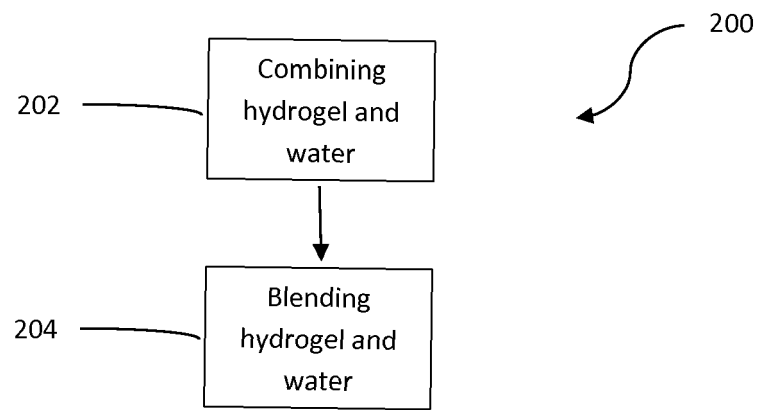 200
Combining
202
hydrogel and
water
Blending
204
hydrogel and
water